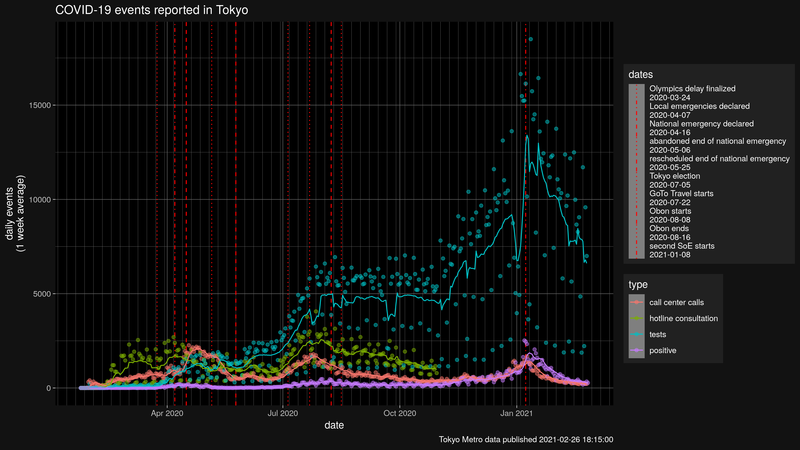 COVID-19 events reported in Tokyo
daily events
(1 week average)
15000
10000
5000
0
Apr 2020
Jul 2020
Oct 2020
Jan 2021
date
dates
Olympics delay finalized
2020-03-24
Local emergencies declared
2020-04-07
National emergency declared
2020-04-16
abandoned end of national emergency
2020-05-06
rescheduled end of national emergency
2020-05-25
Tokyo election
2020-07-05
GoTo Travel starts
2020-07-22
Obon starts
2020-08-08
Obon ends
2020-08-16
second SoE starts
2021-01-08
type
call center calls
hotline consultation
tests
positive
Tokyo Metro data published 2021-02-26 18:15:00